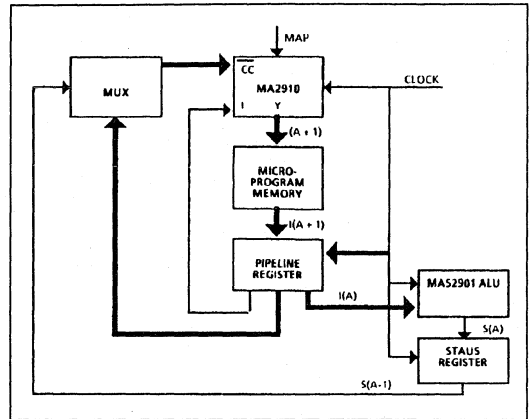 MAP
CC
MUX
MA2910
CLOCK
I Y
(A + 1)
MICRO-
PROGRAM
MEMORY
I(A + 1)
PIPELINE
REGISTER
I(A)
MAS2901 ALU
S(A)
STAUS
REGISTER
S(A-1)